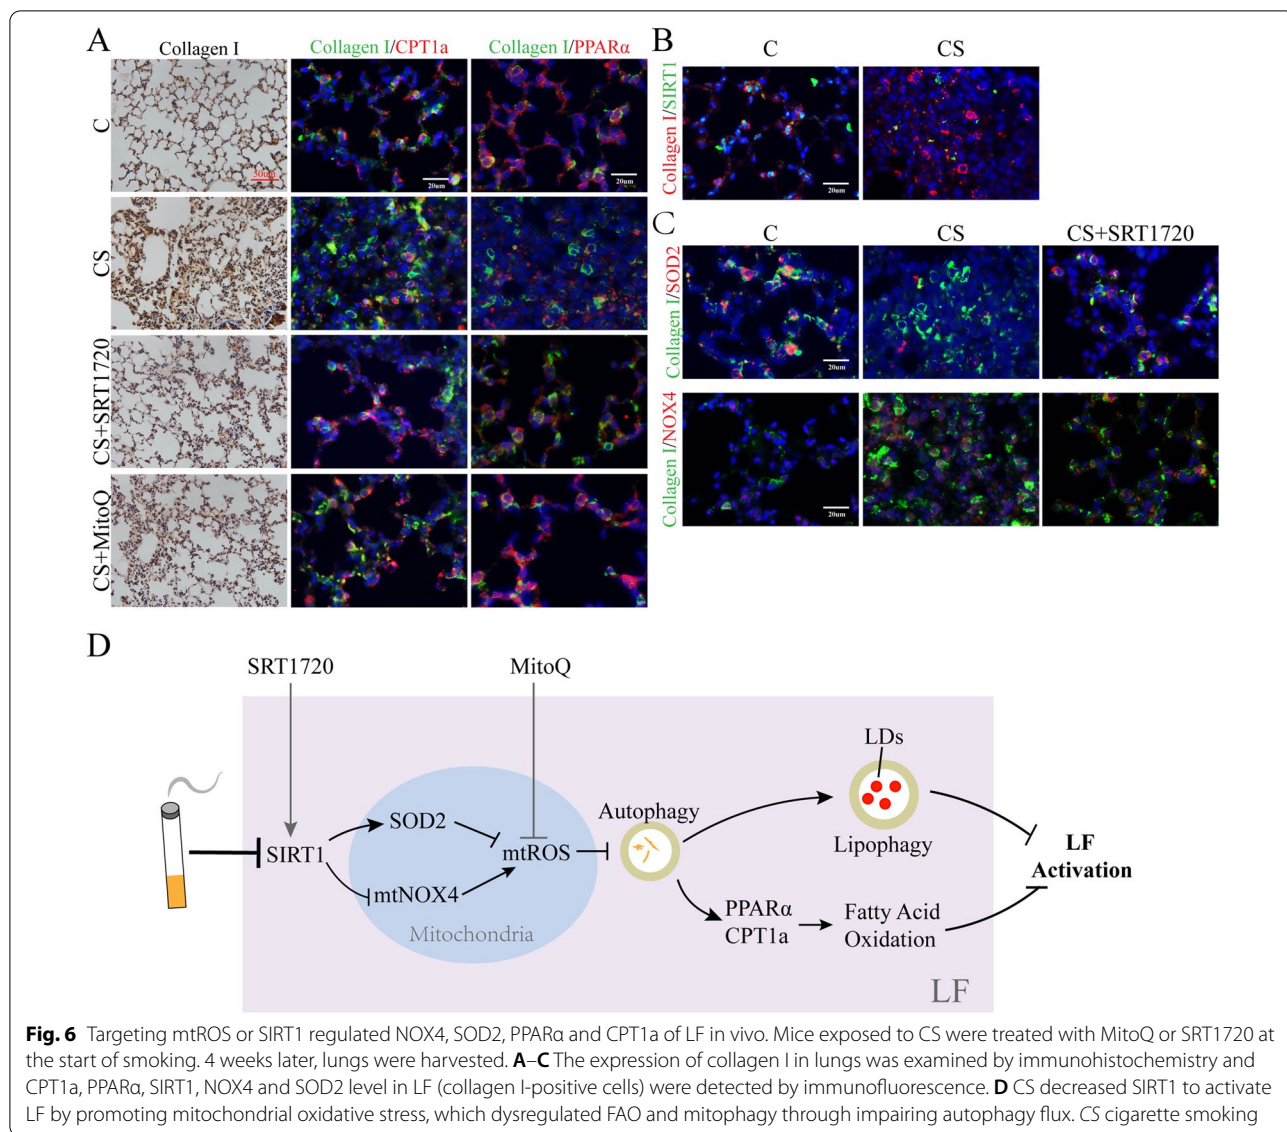 A
Collagen I
Collagen I/CPT1a
Collagen I/PPARα
C
50um
20um
20um
CS
CS+SRT1720
CS+MitoQ
B
C
CS
Collagen I/SIRT1
20um
C
C
CS
CS+SRT1720
Collagen I/SOD2
20um
Collagen I/NOX4
20um
D
SRT1720
MitoQ
LDs
Autophagy
SOD2
SIRT1
mtROS
Lipophagy
LF
Activation
mtNOX4
PPARα
CPT1a
Fatty Acid
Oxidation
Mitochondria
LF
Fig. 6 Targeting mtROS or SIRT1 regulated NOX4, SOD2, PPARα and CPT1a of LF in vivo. Mice exposed to CS were treated with MitoQ or SRT1720 at
the start of smoking. 4 weeks later, lungs were harvested. A–C The expression of collagen I in lungs was examined by immunohistochemistry and
CPT1a, PPARα, SIRT1, NOX4 and SOD2 level in LF (collagen I-positive cells) were detected by immunofluorescence. D CS decreased SIRT1 to activate
LF by promoting mitochondrial oxidative stress, which dysregulated FAO and mitophagy through impairing autophagy flux. CS cigarette smoking